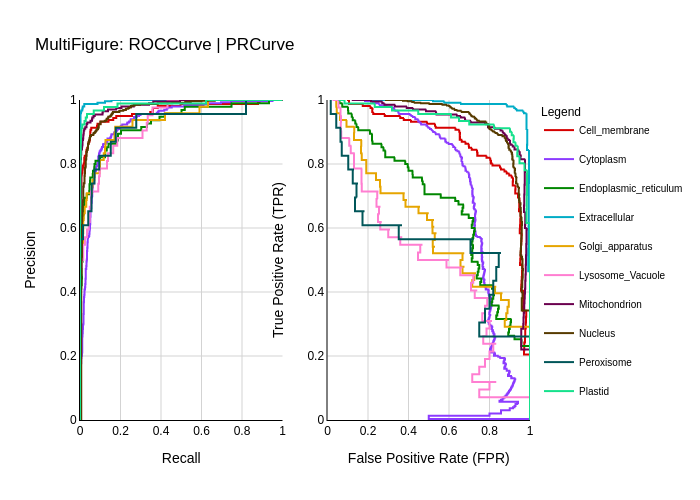 MultiFigure: ROCCurve | PRCurve
Precision
1
0.8
0.6
0.4
0.2
0
0 0.2 0.4 0.6 0.8 1
Recall
True Positive Rate (TPR)
1
0.8
0.6
0.4
0.2
0
0 0.2 0.4 0.6 0.8 1
False Positive Rate (FPR)
Legend
Cell_membrane
Cytoplasm
Endoplasmic_reticulum
Extracellular
Golgi_apparatus
Lysosome_Vacuole
Mitochondrion
Nucleus
Peroxisome
Plastid